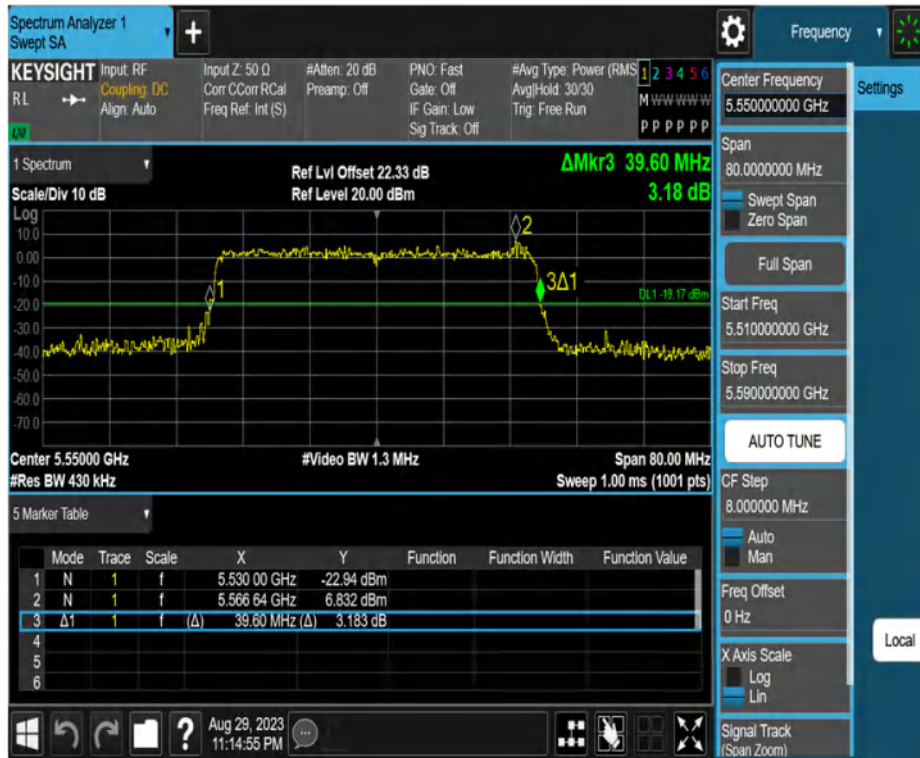 Spectrum Analyzer 1
Swept SA
+
Frequency
KEYSIGHT
RL
Input: RF
Coupling: DC
Align: Auto
Input Z: 50 Ω
Corr CCorr RCal
Freq Ref: Int (S)
#Atten: 20 dB
Preamp: Off
PNO: Fast
Gate: Off
IF Gain: Low
Sig Track: Off
#Avg Type: Power (RMS
Avg|Hold: 30/30
Trig: Free Run
1 2 3 4 5 6
M W W W W W
P P P P P P
1 Spectrum
Scale/Div 10 dB
Ref Lvl Offset 22.33 dB
Ref Level 20.00 dBm
ΔMkr3 39.60 MHz
3.18 dB
Log
10.0
0.00
-10.0
-20.0
-30.0
-40.0
-50.0
-60.0
-70.0
1
2
3Δ1
DL1 -19.17 dBm
Center 5.55000 GHz
#Res BW 430 kHz
#Video BW 1.3 MHz
Span 80.00 MHz
Sweep 1.00 ms (1001 pts)
5 Marker Table
Mode Trace Scale X Y Function Function Width Function Value
1 N 1 f 5.530 00 GHz -22.94 dBm
2 N 1 f 5.566 64 GHz 6.832 dBm
3 Δ1 1 f (Δ) 39.60 MHz (Δ) 3.183 dB
4
5
6
?
Aug 29, 2023
11:14:55 PM
Center Frequency
5.550000000 GHz
Span
80.0000000 MHz
Swept Span
Zero Span
Full Span
Start Freq
5.510000000 GHz
Stop Freq
5.590000000 GHz
AUTO TUNE
CF Step
8.000000 MHz
Auto
Man
Freq Offset
0 Hz
X Axis Scale
Log
Lin
Signal Track
(Span Zoom)
Settings
Local